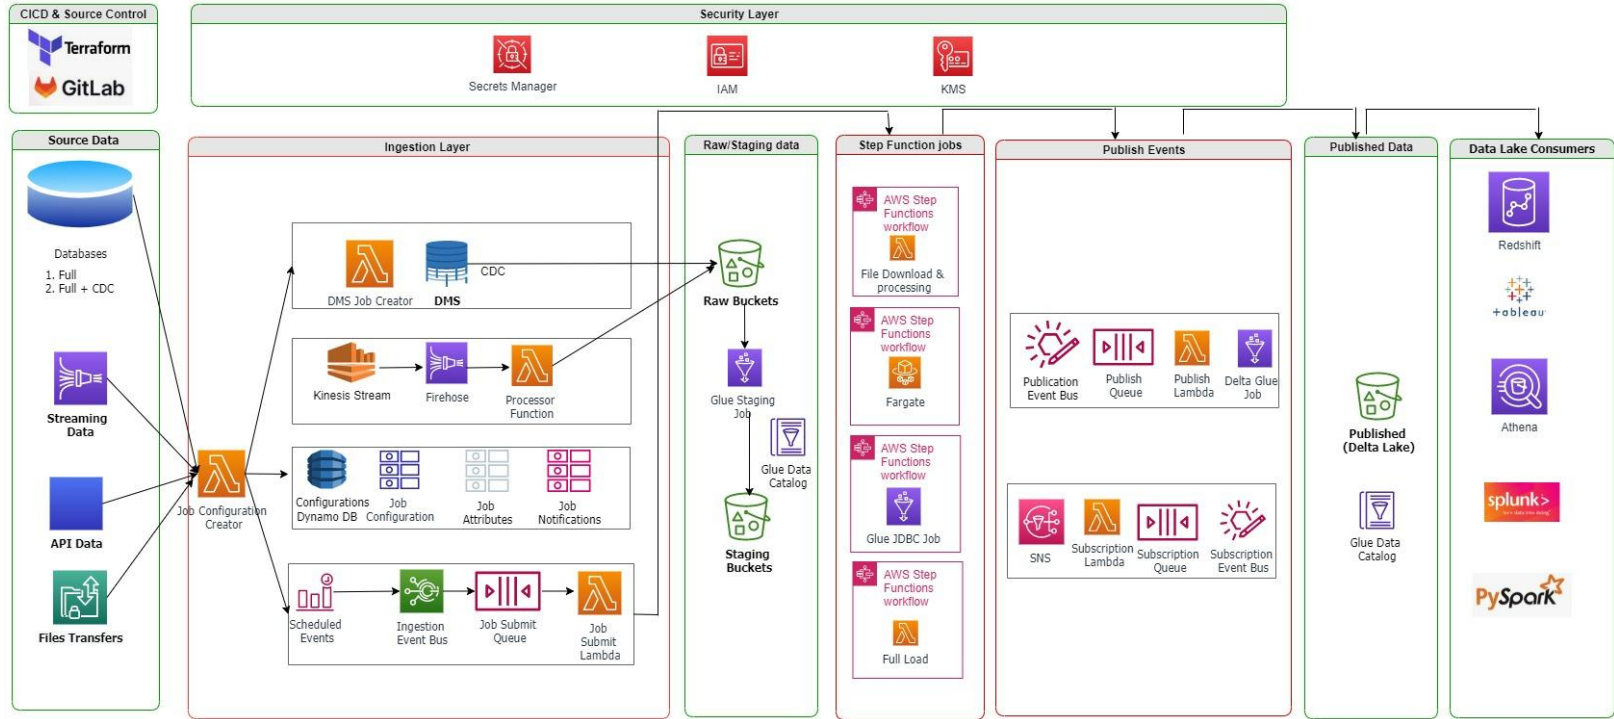 CICD & Source Control
Terraform
GitLab
Security Layer
Secrets Manager
IAM
KMS
Source Data
Databases
1. Full
2. Full + CDC
Streaming
Data
API Data
Files Transfers
Ingestion Layer
Job Configuration
Creator
DMS Job Creator
DMS
CDC
Kinesis Stream
Firehose
Processor
Function
Configurations
Dynamo DB
Job
Configuration
Job
Attributes
Job
Notifications
Scheduled
Events
Ingestion
Event Bus
Job Submit
Queue
Job
Submit
Lambda
Raw/Staging data
Raw Buckets
Glue Staging
Job
Glue Data
Catalog
Staging
Buckets
Step Function jobs
AWS Step
Functions
workflow
File Download &
processing
AWS Step
Functions
workflow
Fargate
AWS Step
Functions
workflow
Glue JDBC Job
AWS Step
Functions
workflow
Full Load
Publish Events
Publication
Event Bus
Publish
Queue
Publish
Lambda
Delta Glue
Job
SNS
Subscription
Lambda
Subscription
Queue
Subscription
Event Bus
Published Data
Published
(Delta Lake)
Glue Data
Catalog
Data Lake Consumers
Redshift
+ableau
Athena
splunk>
PySpark